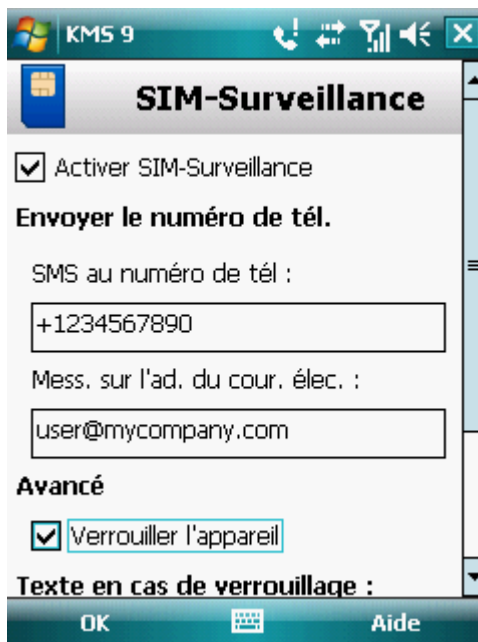 KMS 9
SIM-Surveillance
Activer SIM-Surveillance
Envoyer le numéro de tél.
SMS au numéro de tél :
+1234567890
Mess. sur l'ad. du cour. élec. :
user@mycompany.com
Avancé
Verrouiller l'appareil
Texte en cas de verrouillage :
OK
Aide